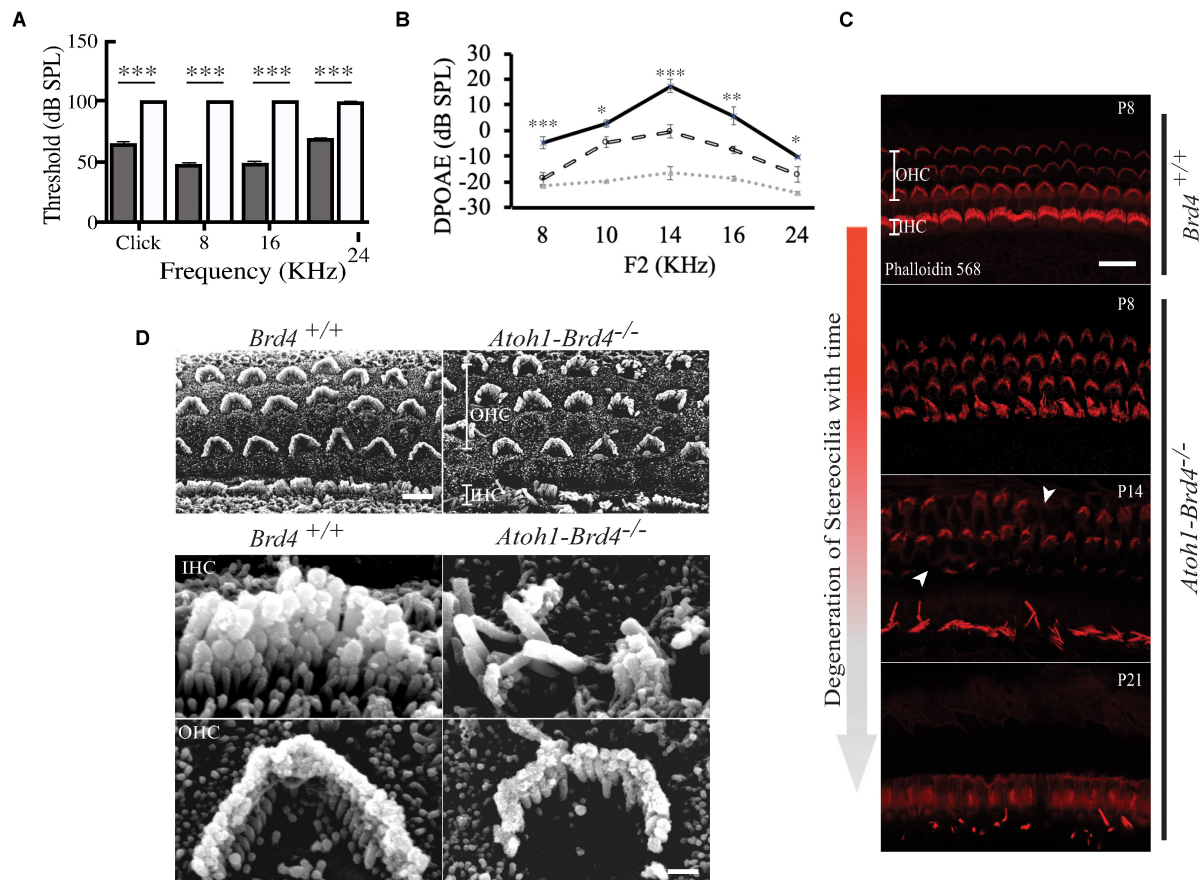 A
Threshold (dB SPL)
150
100
50
0
***
***
***
***
Click
8
16
24
Frequency (KHz)
B
DPOAE (dB SPL)
30
20
10
0
-10
-20
-30
***
*
***
**
*
8
10
14
16
24
F2 (KHz)
C
P8
OHC
IHC
Phalloidin 568
Brd4 +/+
P8
P14
P21
Atoh1-Brd4-/-
Degeneration of Stereocilia with time
D
Brd4 +/+
Atoh1-Brd4-/-
OHC
IHC
Brd4 +/+
Atoh1-Brd4-/-
IHC
OHC